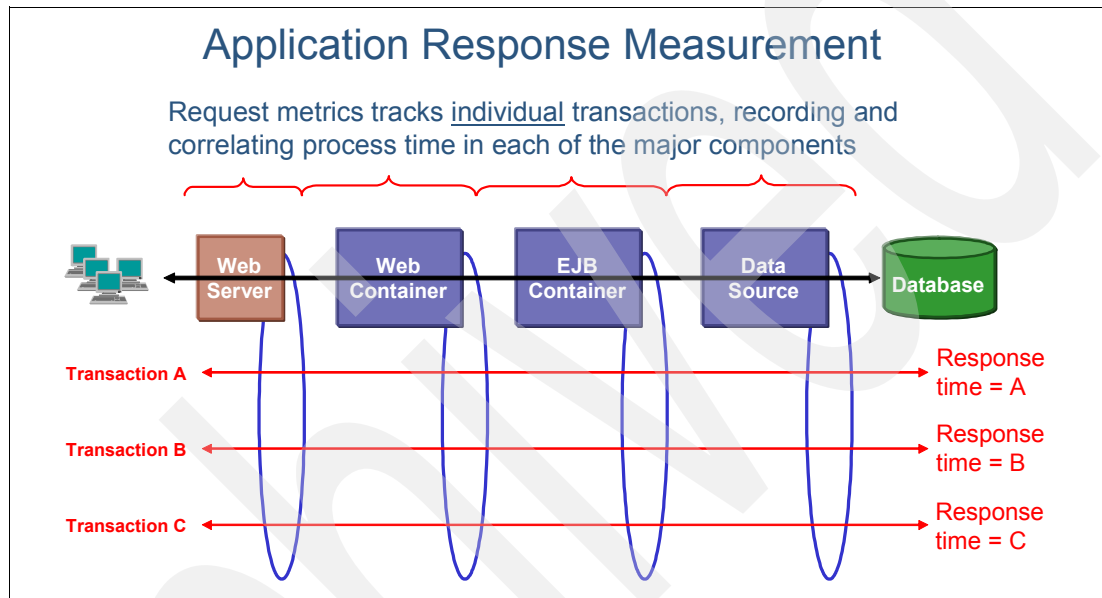 Application Response Measurement
Request metrics tracks individual transactions, recording and
correlating process time in each of the major components
Web
Server
Web
Container
EJB
Container
Data
Source
Database
Transaction A
Response
time = A
Transaction B
Response
time = B
Transaction C
Response
time = C